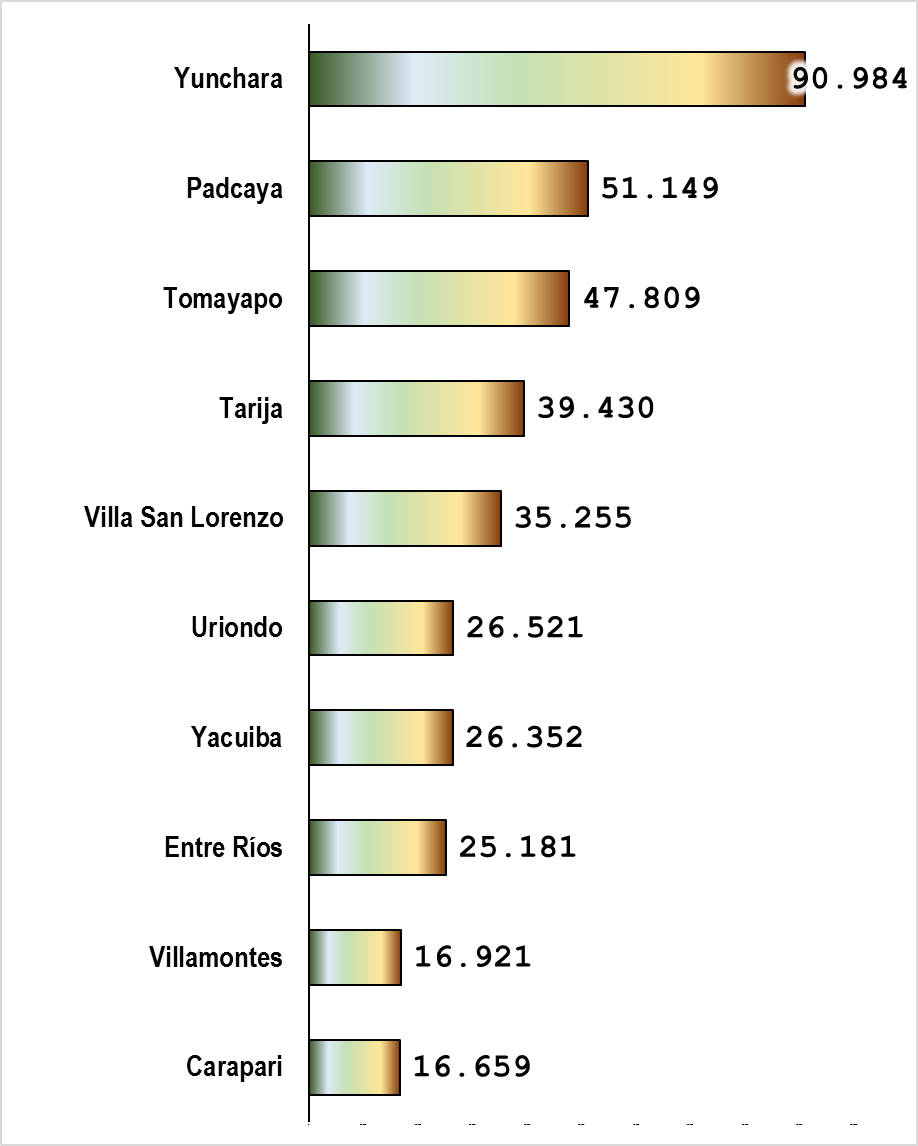 Yunchara 90.984
Padcaya 51.149
Tomayapo 47.809
Tarija 39.430
Villa San Lorenzo 35.255
Uriondo 26.521
Yacuiba 26.352
Entre Ríos 25.181
Villamontes 16.921
Carapari 16.659